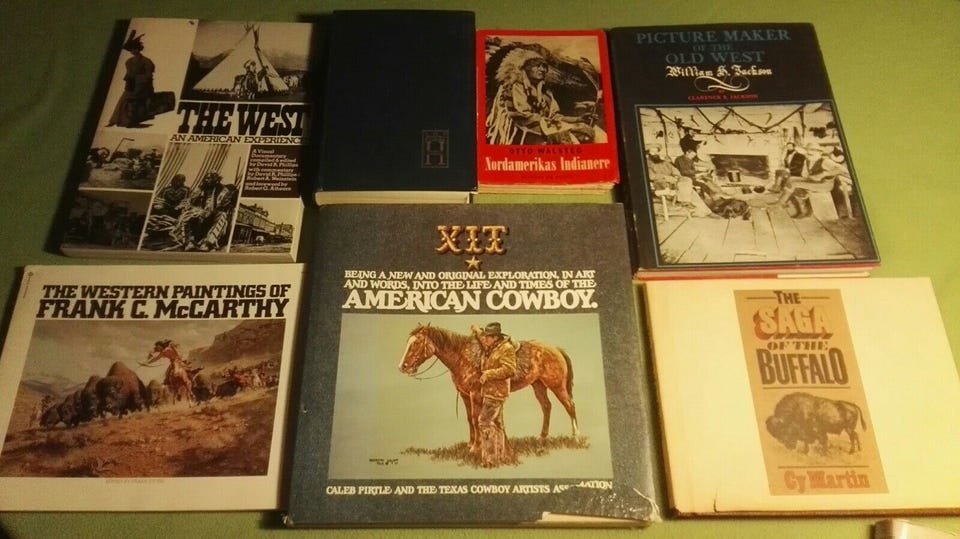 THE WEST
AN AMERICAN EXPERIENCE
A Visual
Documentary
compiled & edited
by David R. Phillips
with commentary
by David R. Phillips
Robert A. Weinstein
and foreword by
Robert G. Athearn
OTTO WALSTED
Nordamerikas Indianere
PICTURE MAKER
OF THE
OLD WEST
William H. Jackson
BY
CLARENCE S. JACKSON
THE WESTERN PAINTINGS OF
FRANK C. McCARTHY
XIT
BEING A NEW AND ORIGINAL EXPLORATION, IN ART
AND WORDS, INTO THE LIFE AND TIMES OF THE
AMERICAN COWBOY.
CALEB PIRTLE AND THE TEXAS COWBOY ARTISTS ASSOCIATION
THE
SAGA
OF THE
BUFFALO
Cy Martin